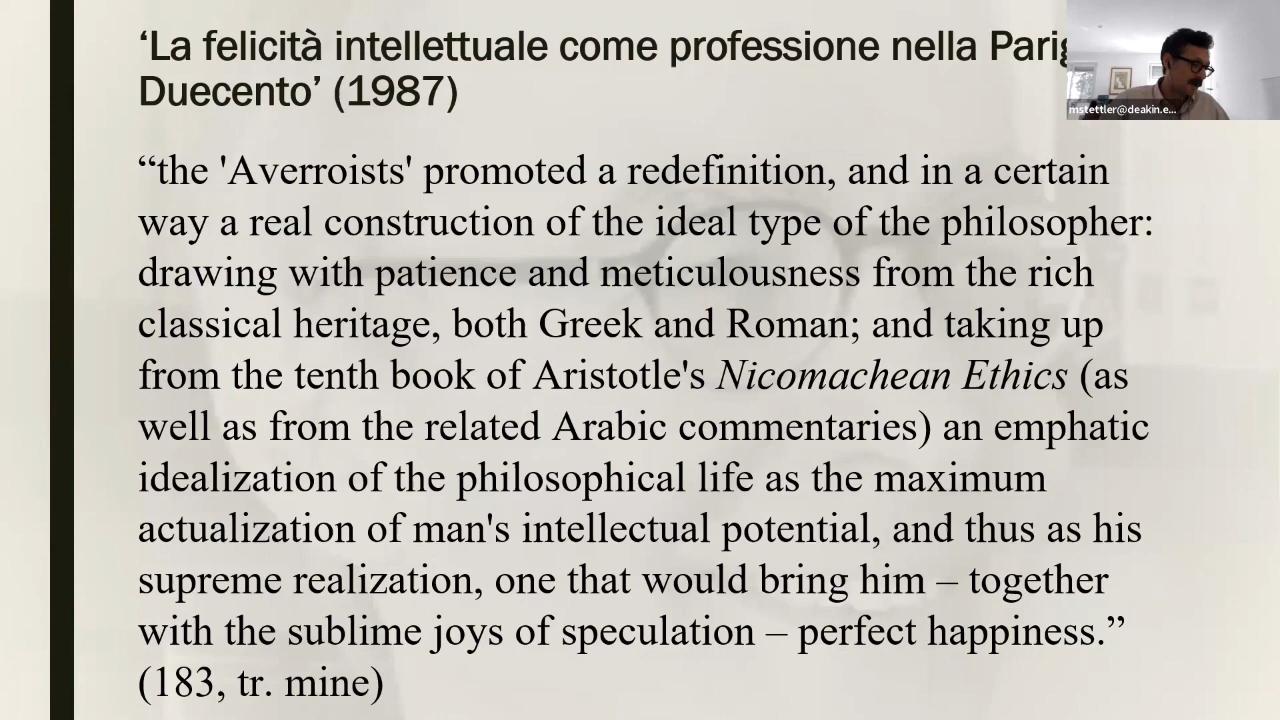 ‘La felicità intellettuale come professione nella Parig
Duecento’ (1987)
mstettler@deakin.e...
“the 'Averroists' promoted a redefinition, and in a certain
way a real construction of the ideal type of the philosopher:
drawing with patience and meticulousness from the rich
classical heritage, both Greek and Roman; and taking up
from the tenth book of Aristotle's Nicomachean Ethics (as
well as from the related Arabic commentaries) an emphatic
idealization of the philosophical life as the maximum
actualization of man's intellectual potential, and thus as his
supreme realization, one that would bring him – together
with the sublime joys of speculation – perfect happiness.”
(183, tr. mine)